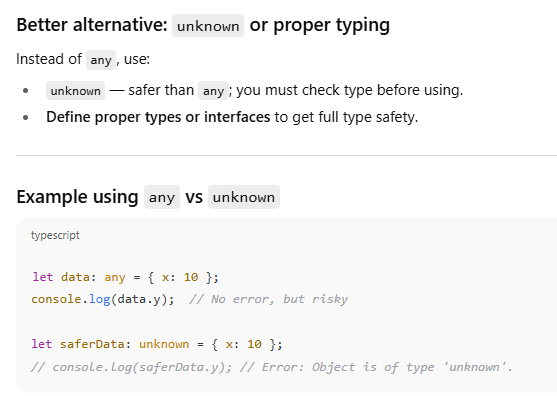 Better alternative: unknown or proper typing
Instead of any, use:
• unknown — safer than any; you must check type before using.
• Define proper types or interfaces to get full type safety.
Example using any vs unknown
typescript
let data: any = { x: 10 };
console.log(data.y);  // No error, but risky
let saferData: unknown = { x: 10 };
// console.log(saferData.y); // Error: Object is of type 'unknown'.